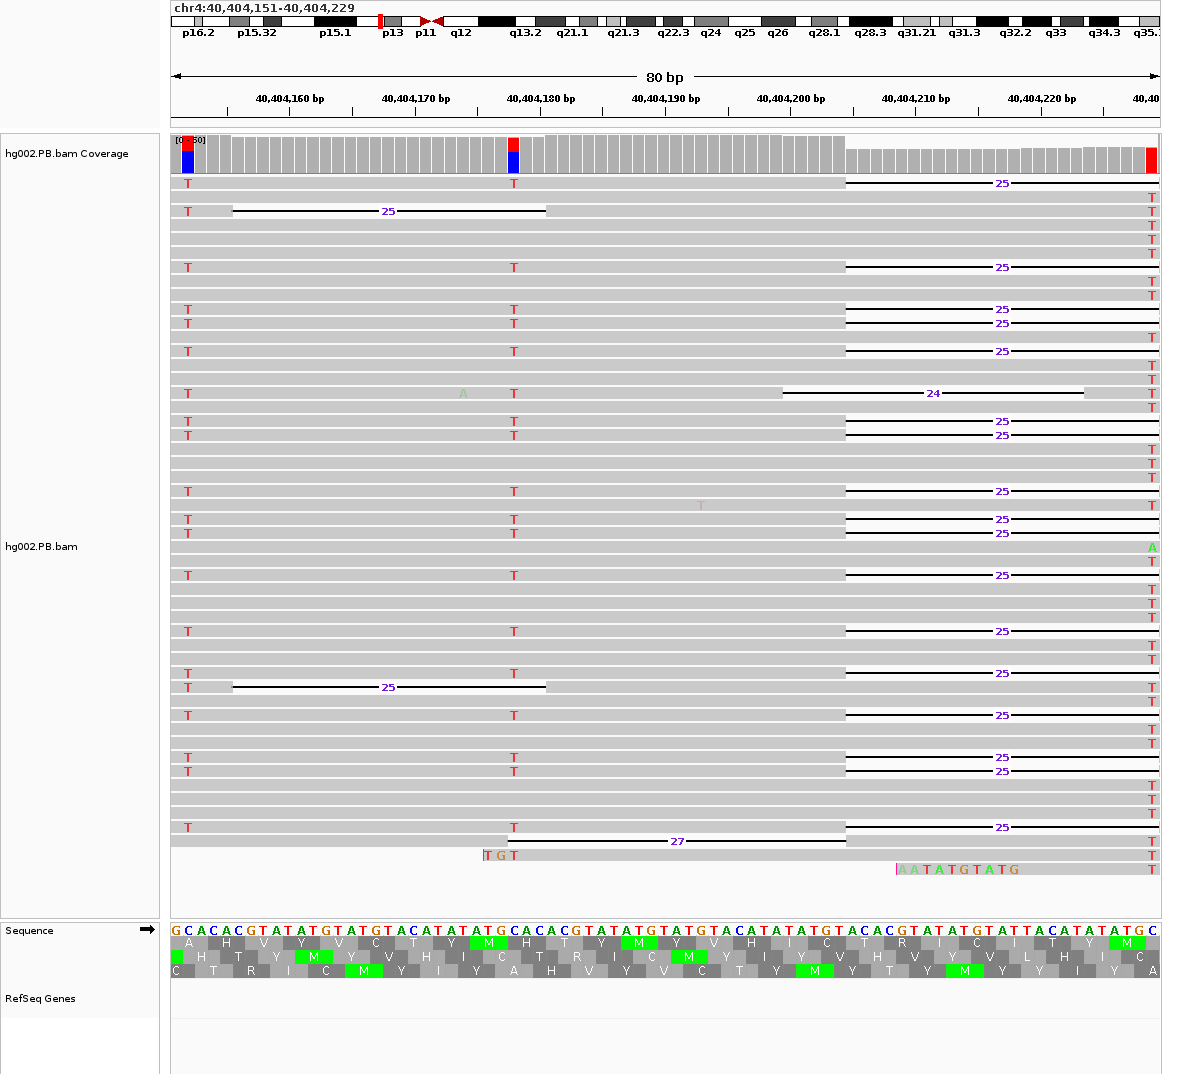 chr4:40,404,151-40,404,229
p16.2 p15.32 p15.1 p13 p11 q12 q13.2 q21.1 q21.3 q22.3 q24 q25 q26 q28.1 q28.3 q31.21 q31.3 q32.2 q33 q34.3 q35.
80 bp
40,404,160 bp 40,404,170 bp 40,404,180 bp 40,404,190 bp 40,404,200 bp 40,404,210 bp 40,404,220 bp 40,40
[0 - 50]
hg002.PB.bam Coverage
T T 25
T
T 25 T
T
T
T
T T 25
T
T
T T 25
T T 25
T
T T 25
T
T
T A T 24 T
T
T T 25
T T 25
T
T
T
T T 25
T T
T T 25
T T 25
hg002.PB.bam A
T
T T 25
T
T
T
T T 25
T
T
T T 25
T 25 T
T
T T 25
T
T
T T 25
T T 25
T
T
T
T T 25
27 T
T G T T
A A T A T G T A T G T
Sequence G C A C A C G T A T A T G T A T G T A C A T A T A T G C A C A C G T A T A T G T A T G T A C A T A T A T G T A C A C G T A T A T G T A T T A C A T A T A T G C
A H V Y V C T Y M H T Y M Y V H I C T R I C I T Y M
H T Y M Y V H I C T R I C M Y I Y V H V Y V L H I C
C T R I C M Y I Y A H V Y V C T Y M Y T Y M Y Y I Y A
RefSeq Genes